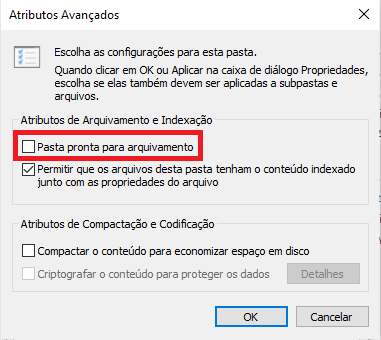 Atributos Avançados
Escolha as configurações para esta pasta.
Quando clicar em OK ou Aplicar na caixa de diálogo Propriedades,
escolha se elas também devem ser aplicadas a subpastas e
arquivos.
Atributos de Arquivamento e Indexação
Pasta pronta para arquivamento
Permitir que os arquivos desta pasta tenham o conteúdo indexado
junto com as propriedades do arquivo
Atributos de Compactação e Codificação
Compactar o conteúdo para economizar espaço em disco
Criptografar o conteúdo para proteger os dados
Detalhes
OK
Cancelar